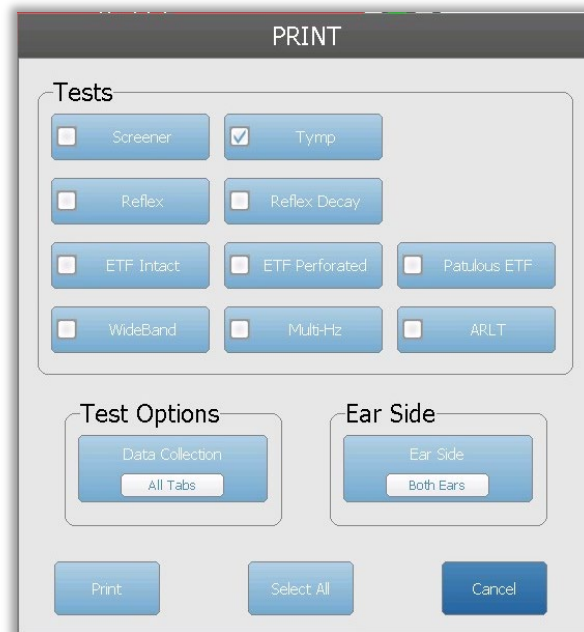 PRINT
Tests
Screener
Tymp
Reflex
Reflex Decay
ETF Intact
ETF Perforated
Patulous ETF
WideBand
Multi-Hz
ARLT
Test Options
Data Collection
All Tabs
Ear Side
Ear Side
Both Ears
Print
Select All
Cancel